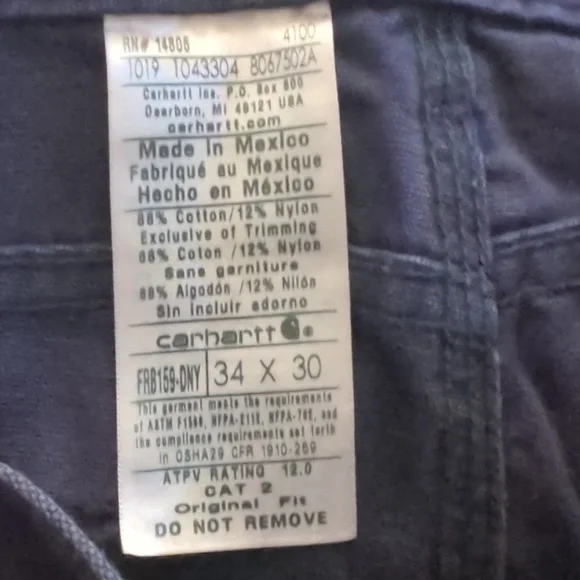 RN# 14806 4100
1019 1043304 8067502A
Carhartt Inc. P.O. Box 600
Dearborn, MI 48121 USA
carhartt.com
Made in Mexico
Fabriqué au Mexique
Hecho en México
88% Cotton/12% Nylon
Exclusive of Trimming
88% Coton /12% Nylon
Sans garniture
88% Algodón /12% Nilón
Sin incluir adorno
carhartt
FRB159-DNY 34 X 30
This garment meets the requirements
of ASTM F1506, NFPA-2112, NFPA-70E, and
the compliance requirements set forth
in OSHA29 CFR 1910-269
ATPV RATING 12.0
CAT 2
Original Fit
DO NOT REMOVE